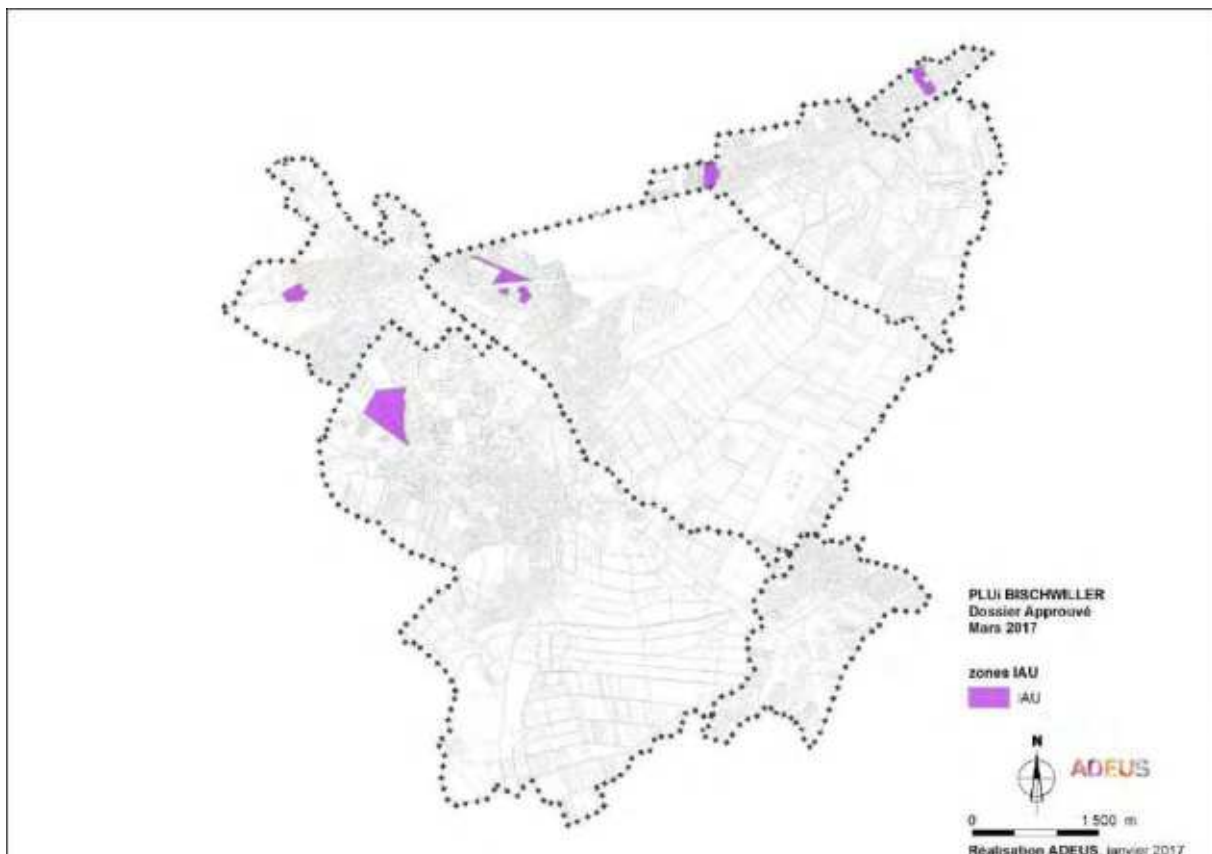 PLUi BISCHWILLER
Dossier Approuvé
Mars 2017
zones IAU
IAU
N
ADEUS
0 1 500 m
Réalisation ADEUS, janvier 2017